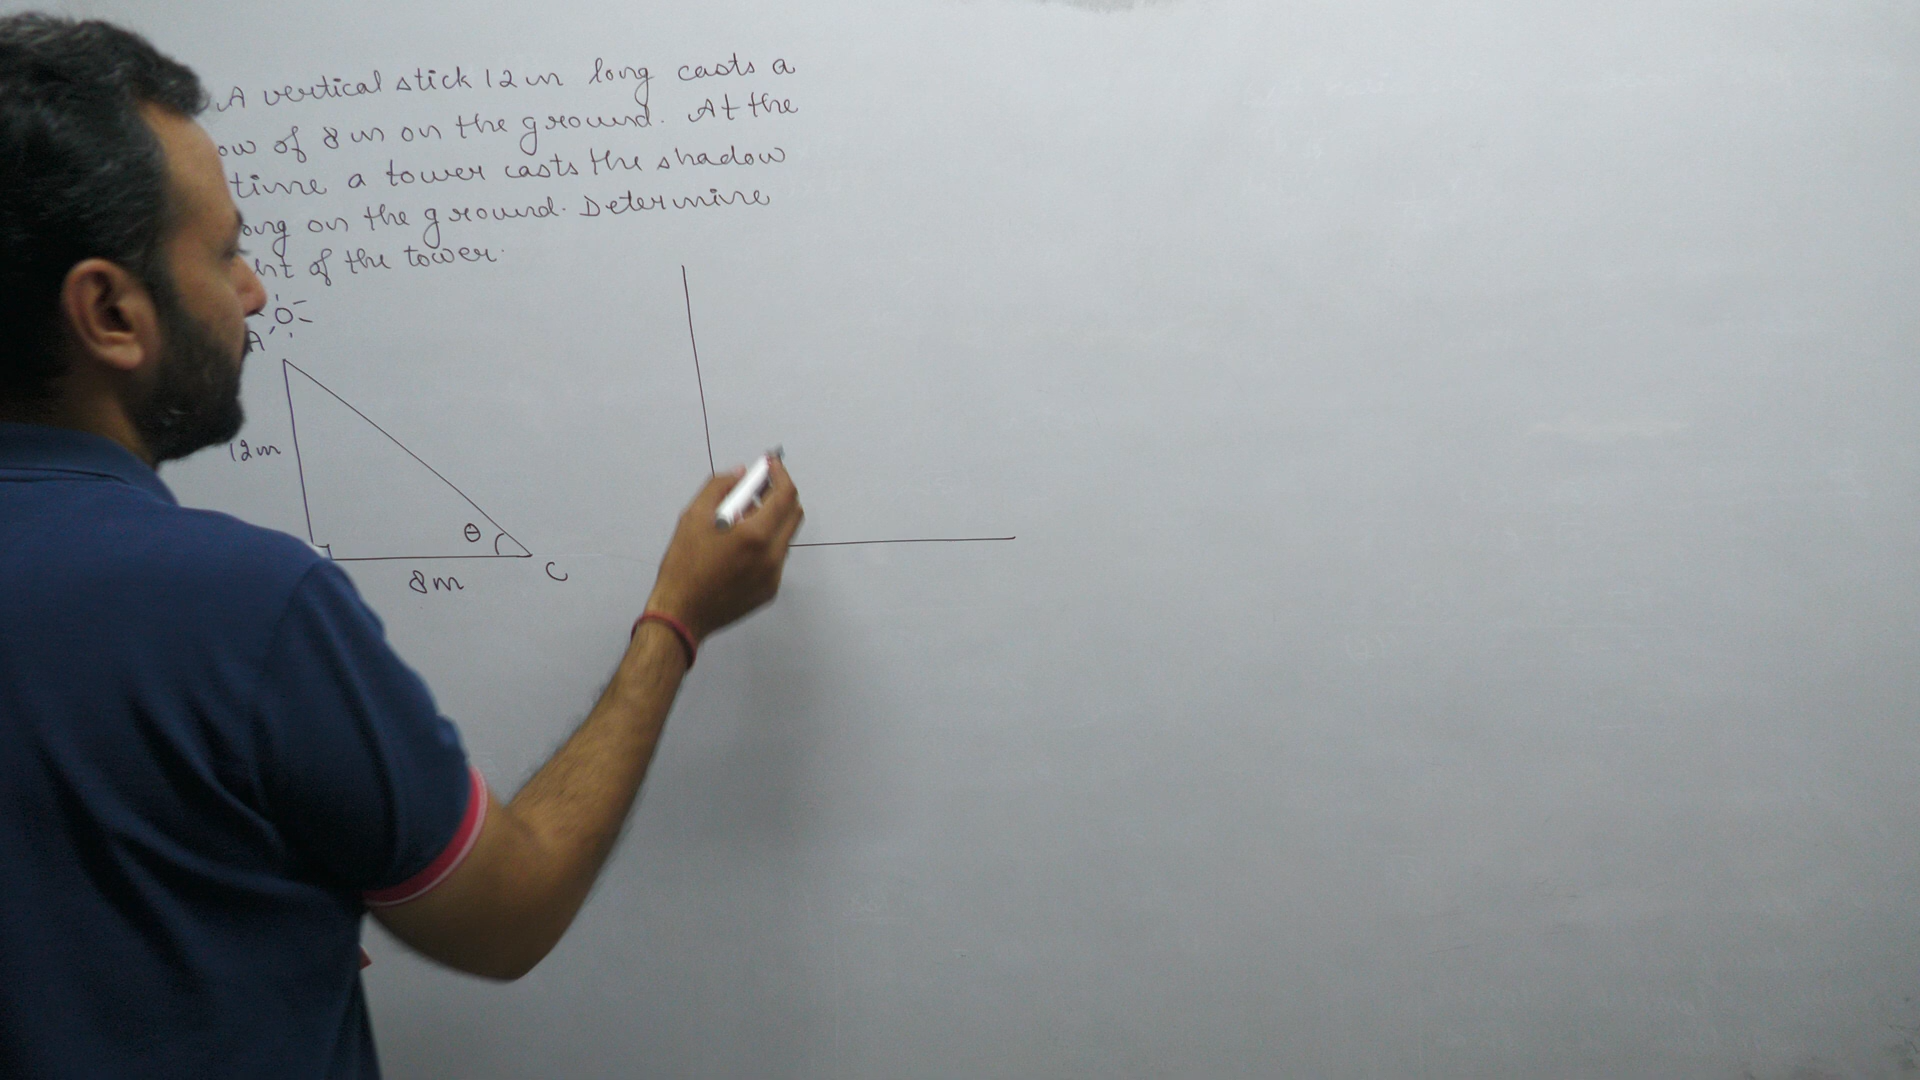 A vertical stick 12 m long casts a
ow of 8 m on the ground. At the
time a tower casts the shadow
ong on the ground. Determine
ht of the tower.
A
12m
θ
8m
C